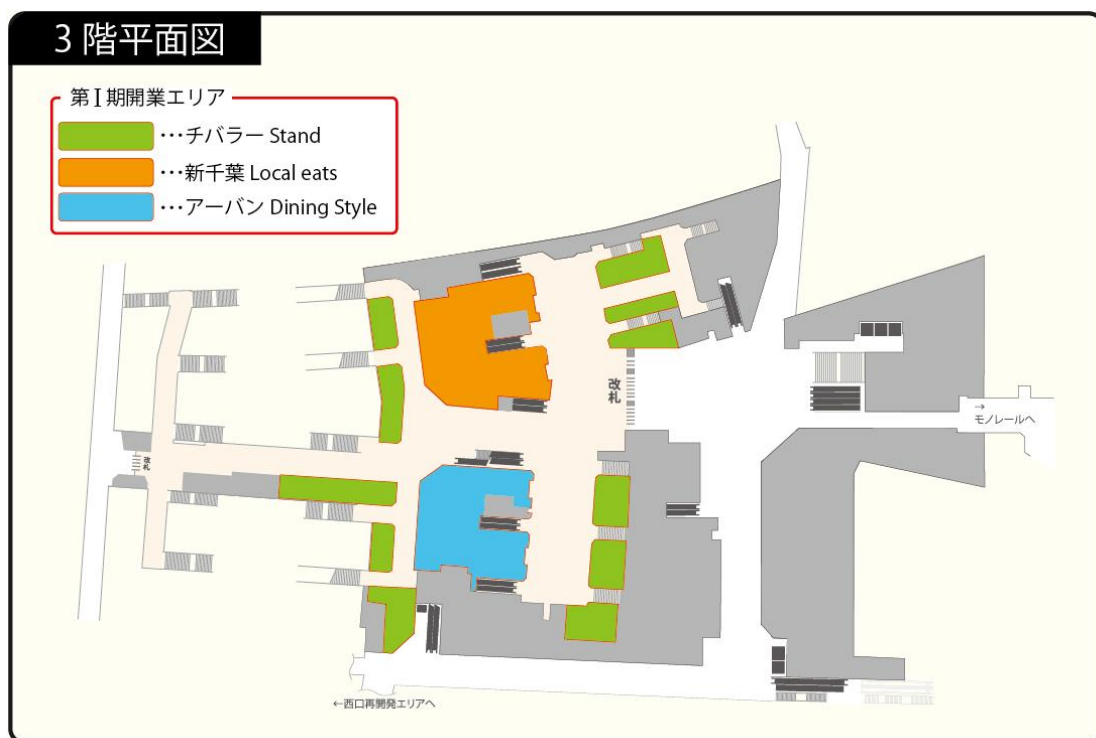 3階平面図
第Ⅰ期開業エリア
…チバラー Stand
…新千葉 Local eats
…アーバン Dining Style
改札
→
モノレールへ
改札
←西口再開発エリアへ